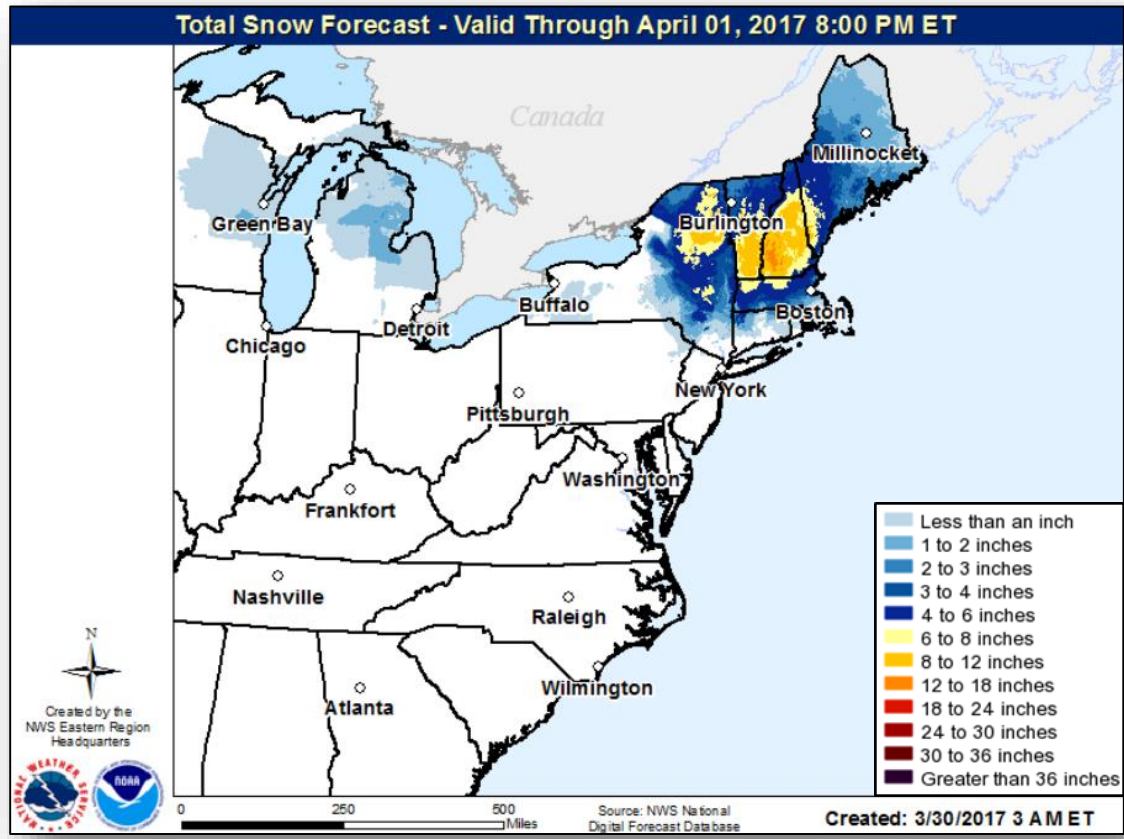 Total Snow Forecast - Valid Through April 01, 2017 8:00 PM ET
Canada
Millinocket
Green Bay
Burlington
Buffalo
Boston
Detroit
Chicago
New York
Pittsburgh
Washington
Frankfort
Nashville
Raleigh
Wilmington
Atlanta
Less than an inch
1 to 2 inches
2 to 3 inches
3 to 4 inches
4 to 6 inches
6 to 8 inches
8 to 12 inches
12 to 18 inches
18 to 24 inches
24 to 30 inches
30 to 36 inches
Greater than 36 inches
N
Created by the
NWS Eastern Region
Headquarters
NATIONAL WEATHER SERVICE
NOAA
0 250 500
Miles
Source: NWS National
Digital Forecast Database
Created: 3/30/2017 3 AM ET